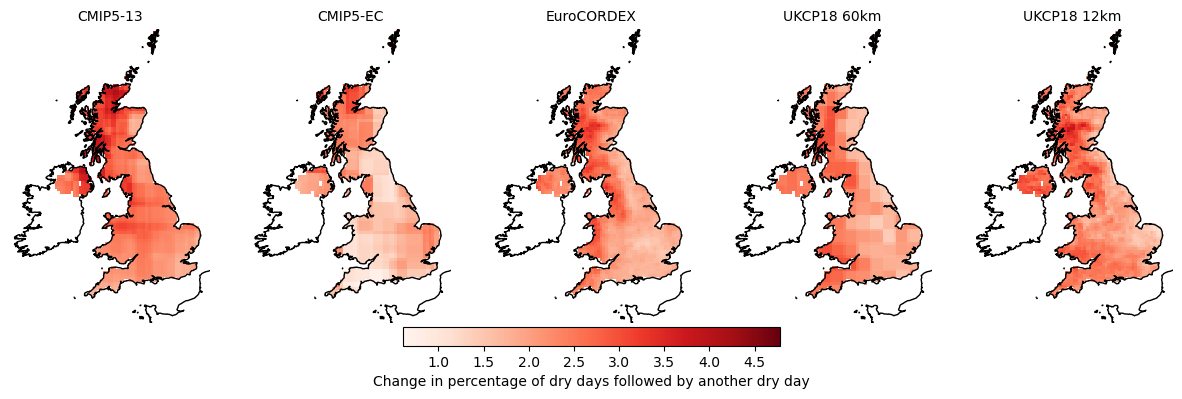 CMIP5-13
CMIP5-EC
EuroCORDEX
UKCP18 60km
UKCP18 12km
1.0 1.5 2.0 2.5 3.0 3.5 4.0 4.5
Change in percentage of dry days followed by another dry day